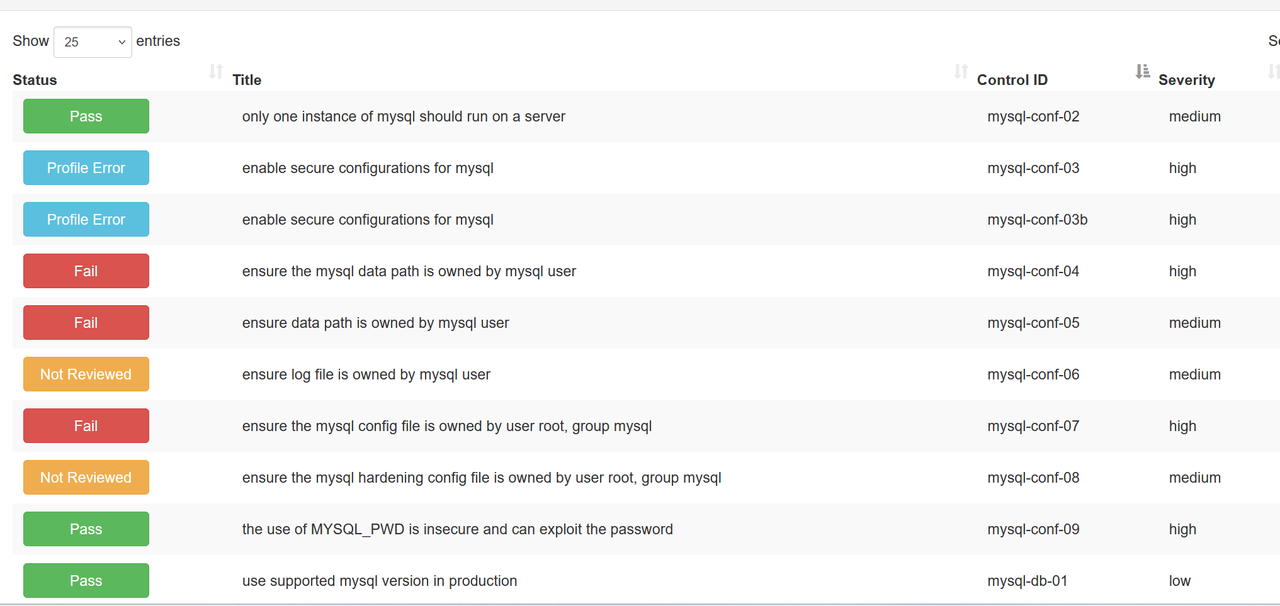 Show 25 entries
Status Title Control ID Severity
Pass only one instance of mysql should run on a server mysql-conf-02 medium
Profile Error enable secure configurations for mysql mysql-conf-03 high
Profile Error enable secure configurations for mysql mysql-conf-03b high
Fail ensure the mysql data path is owned by mysql user mysql-conf-04 high
Fail ensure data path is owned by mysql user mysql-conf-05 medium
Not Reviewed ensure log file is owned by mysql user mysql-conf-06 medium
Fail ensure the mysql config file is owned by user root, group mysql mysql-conf-07 high
Not Reviewed ensure the mysql hardening config file is owned by user root, group mysql mysql-conf-08 medium
Pass the use of MYSQL_PWD is insecure and can exploit the password mysql-conf-09 high
Pass use supported mysql version in production mysql-db-01 low